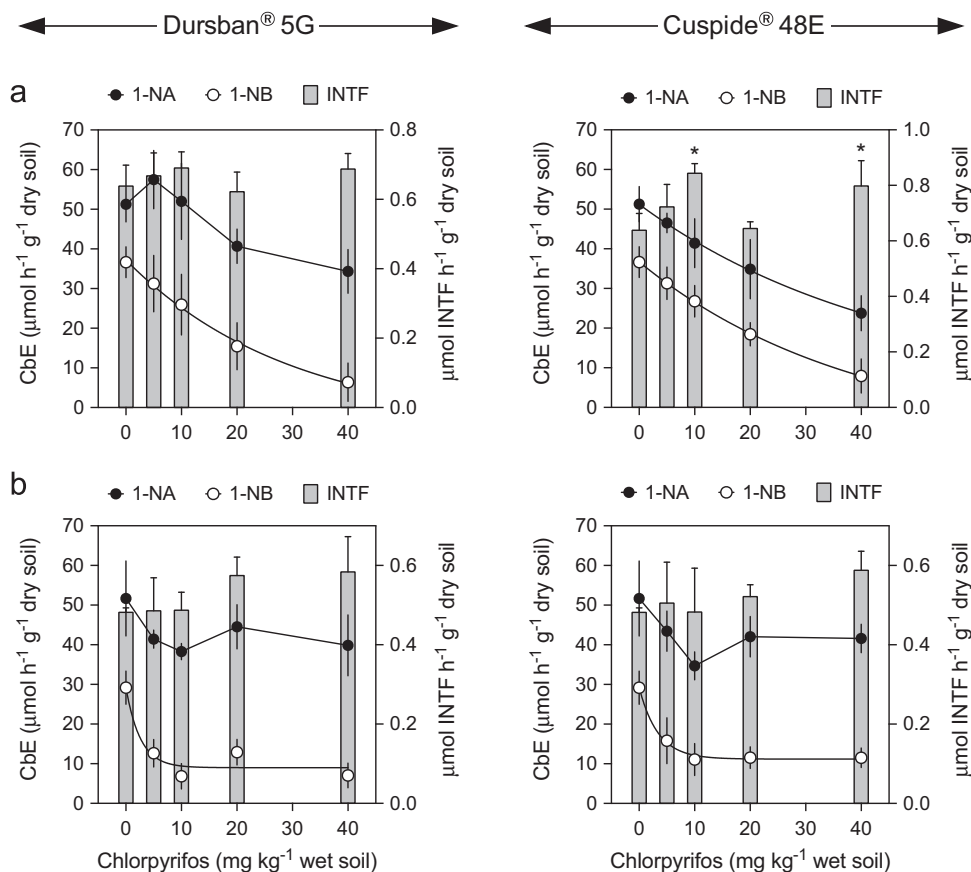 Dursban® 5G
Cuspide® 48E
a
1-NA 1-NB INTF
1-NA 1-NB INTF
CbE (μmol h⁻¹ g⁻¹ dry soil)
70
60
50
40
30
20
10
0
0.8
0.6
0.4
0.2
0.0
μmol INTF h⁻¹ g⁻¹ dry soil
0 10 20 30 40
CbE (μmol h⁻¹ g⁻¹ dry soil)
70
60
50
40
30
20
10
0
* *
1.0
0.8
0.6
0.4
0.2
0.0
μmol INTF h⁻¹ g⁻¹ dry soil
0 10 20 30 40
b
1-NA 1-NB INTF
1-NA 1-NB INTF
CbE (μmol h⁻¹ g⁻¹ dry soil)
70
60
50
40
30
20
10
0
0.6
0.4
0.2
0.0
μmol INTF h⁻¹ g⁻¹ dry soil
0 10 20 30 40
Chlorpyrifos (mg kg⁻¹ wet soil)
CbE (μmol h⁻¹ g⁻¹ dry soil)
70
60
50
40
30
20
10
0
0.6
0.4
0.2
0.0
μmol INTF h⁻¹ g⁻¹ dry soil
0 10 20 30 40
Chlorpyrifos (mg kg⁻¹ wet soil)